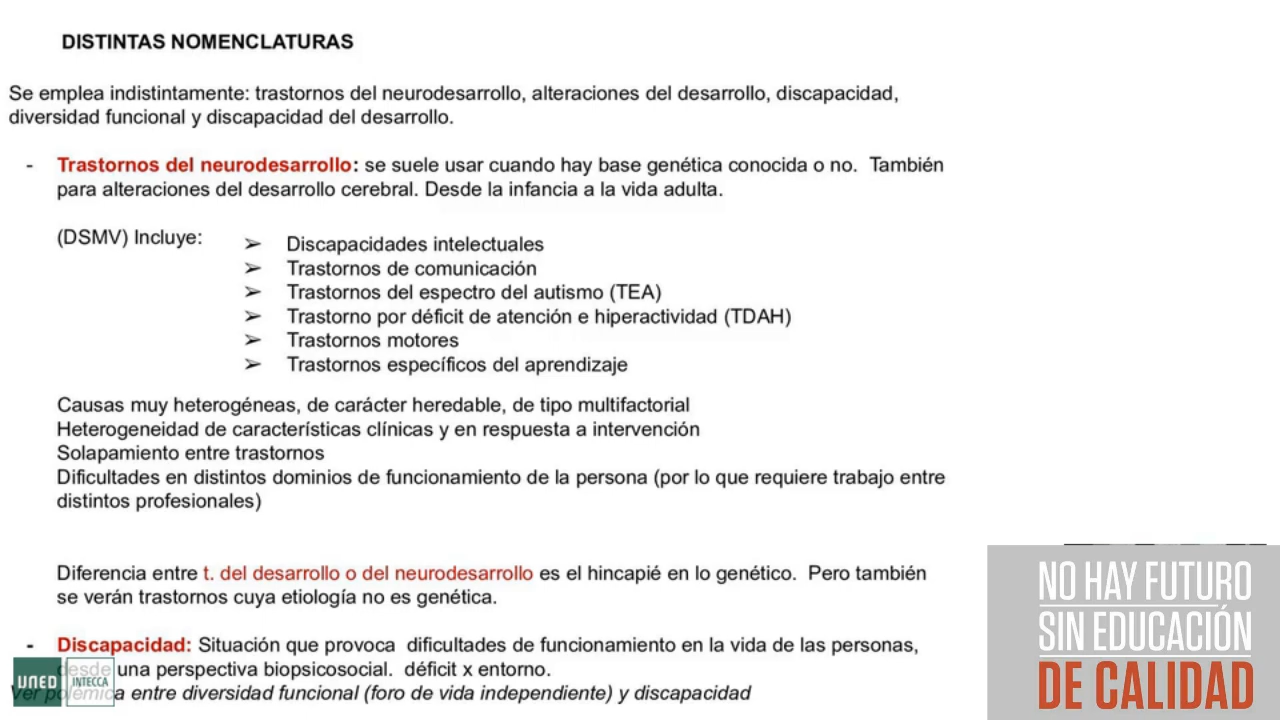 DISTINTAS NOMENCLATURAS
Se emplea indistintamente: trastornos del neurodesarrollo, alteraciones del desarrollo, discapacidad,
diversidad funcional y discapacidad del desarrollo.
- Trastornos del neurodesarrollo: se suele usar cuando hay base genética conocida o no. También
para alteraciones del desarrollo cerebral. Desde la infancia a la vida adulta.
(DSMV) Incluye:
➢ Discapacidades intelectuales
➢ Trastornos de comunicación
➢ Trastornos del espectro del autismo (TEA)
➢ Trastorno por déficit de atención e hiperactividad (TDAH)
➢ Trastornos motores
➢ Trastornos específicos del aprendizaje
Causas muy heterogéneas, de carácter heredable, de tipo multifactorial
Heterogeneidad de características clínicas y en respuesta a intervención
Solapamiento entre trastornos
Dificultades en distintos dominios de funcionamiento de la persona (por lo que requiere trabajo entre
distintos profesionales)
Diferencia entre t. del desarrollo o del neurodesarrollo es el hincapié en lo genético. Pero también
se verán trastornos cuya etiología no es genética.
- Discapacidad: Situación que provoca dificultades de funcionamiento en la vida de las personas,
desde una perspectiva biopsicosocial. déficit x entorno.
Ver polémica entre diversidad funcional (foro de vida independiente) y discapacidad
UNED INTECCA
NO HAY FUTURO
SIN EDUCACIÓN
DE CALIDAD